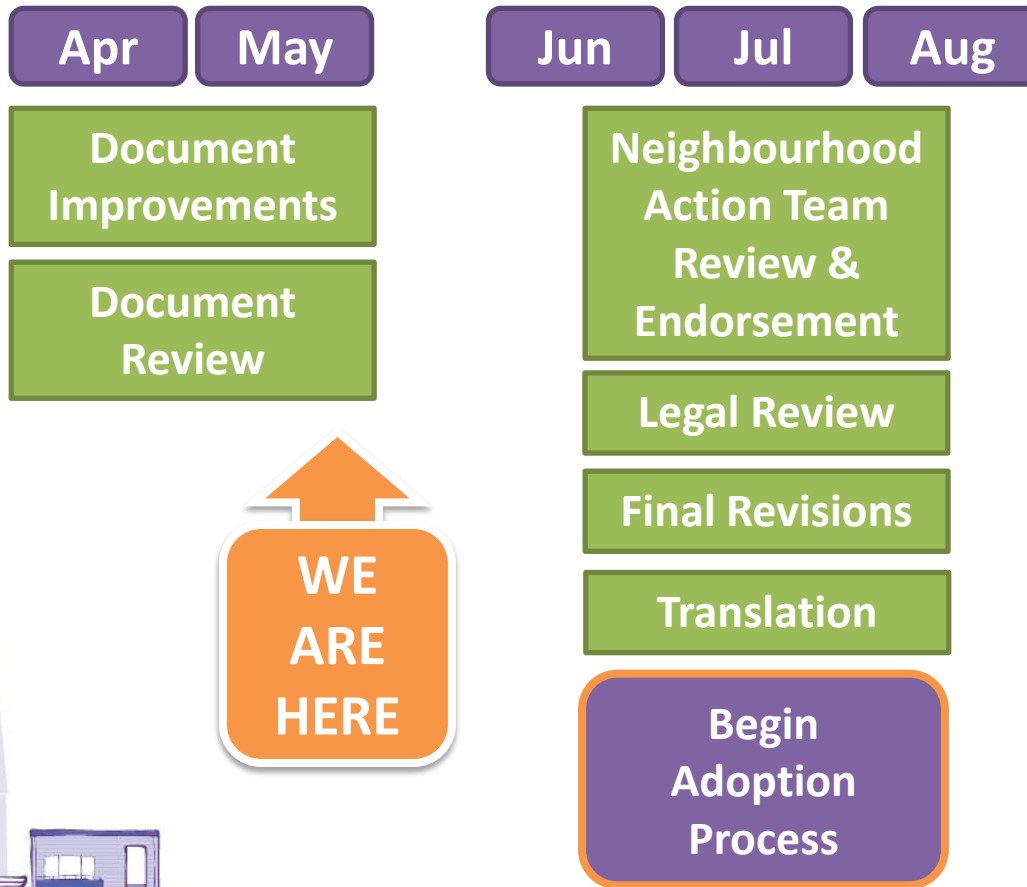 Apr May Jun Jul Aug
Document
Improvements
Document
Review
WE
ARE
HERE
Neighbourhood
Action Team
Review &
Endorsement
Legal Review
Final Revisions
Translation
Begin
Adoption
Process